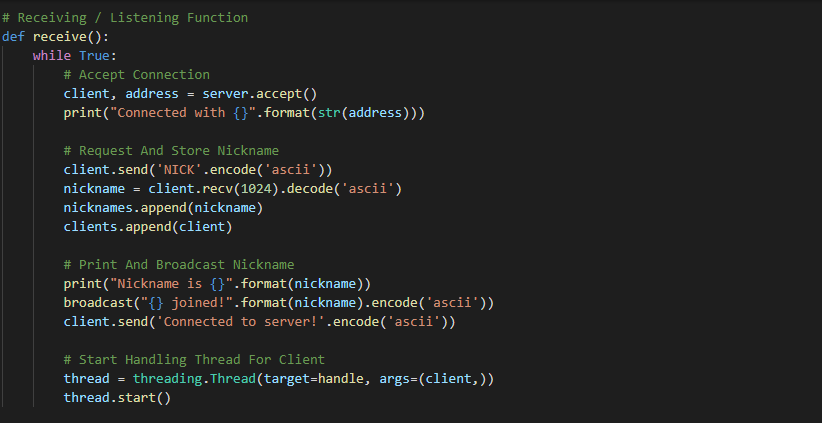 # Receiving / Listening Function
def receive():
    while True:
        # Accept Connection
        client, address = server.accept()
        print("Connected with {}".format(str(address)))

        # Request And Store Nickname
        client.send('NICK'.encode('ascii'))
        nickname = client.recv(1024).decode('ascii')
        nicknames.append(nickname)
        clients.append(client)

        # Print And Broadcast Nickname
        print("Nickname is {}".format(nickname))
        broadcast("{} joined!".format(nickname).encode('ascii'))
        client.send('Connected to server!'.encode('ascii'))

        # Start Handling Thread For Client
        thread = threading.Thread(target=handle, args=(client,))
        thread.start()